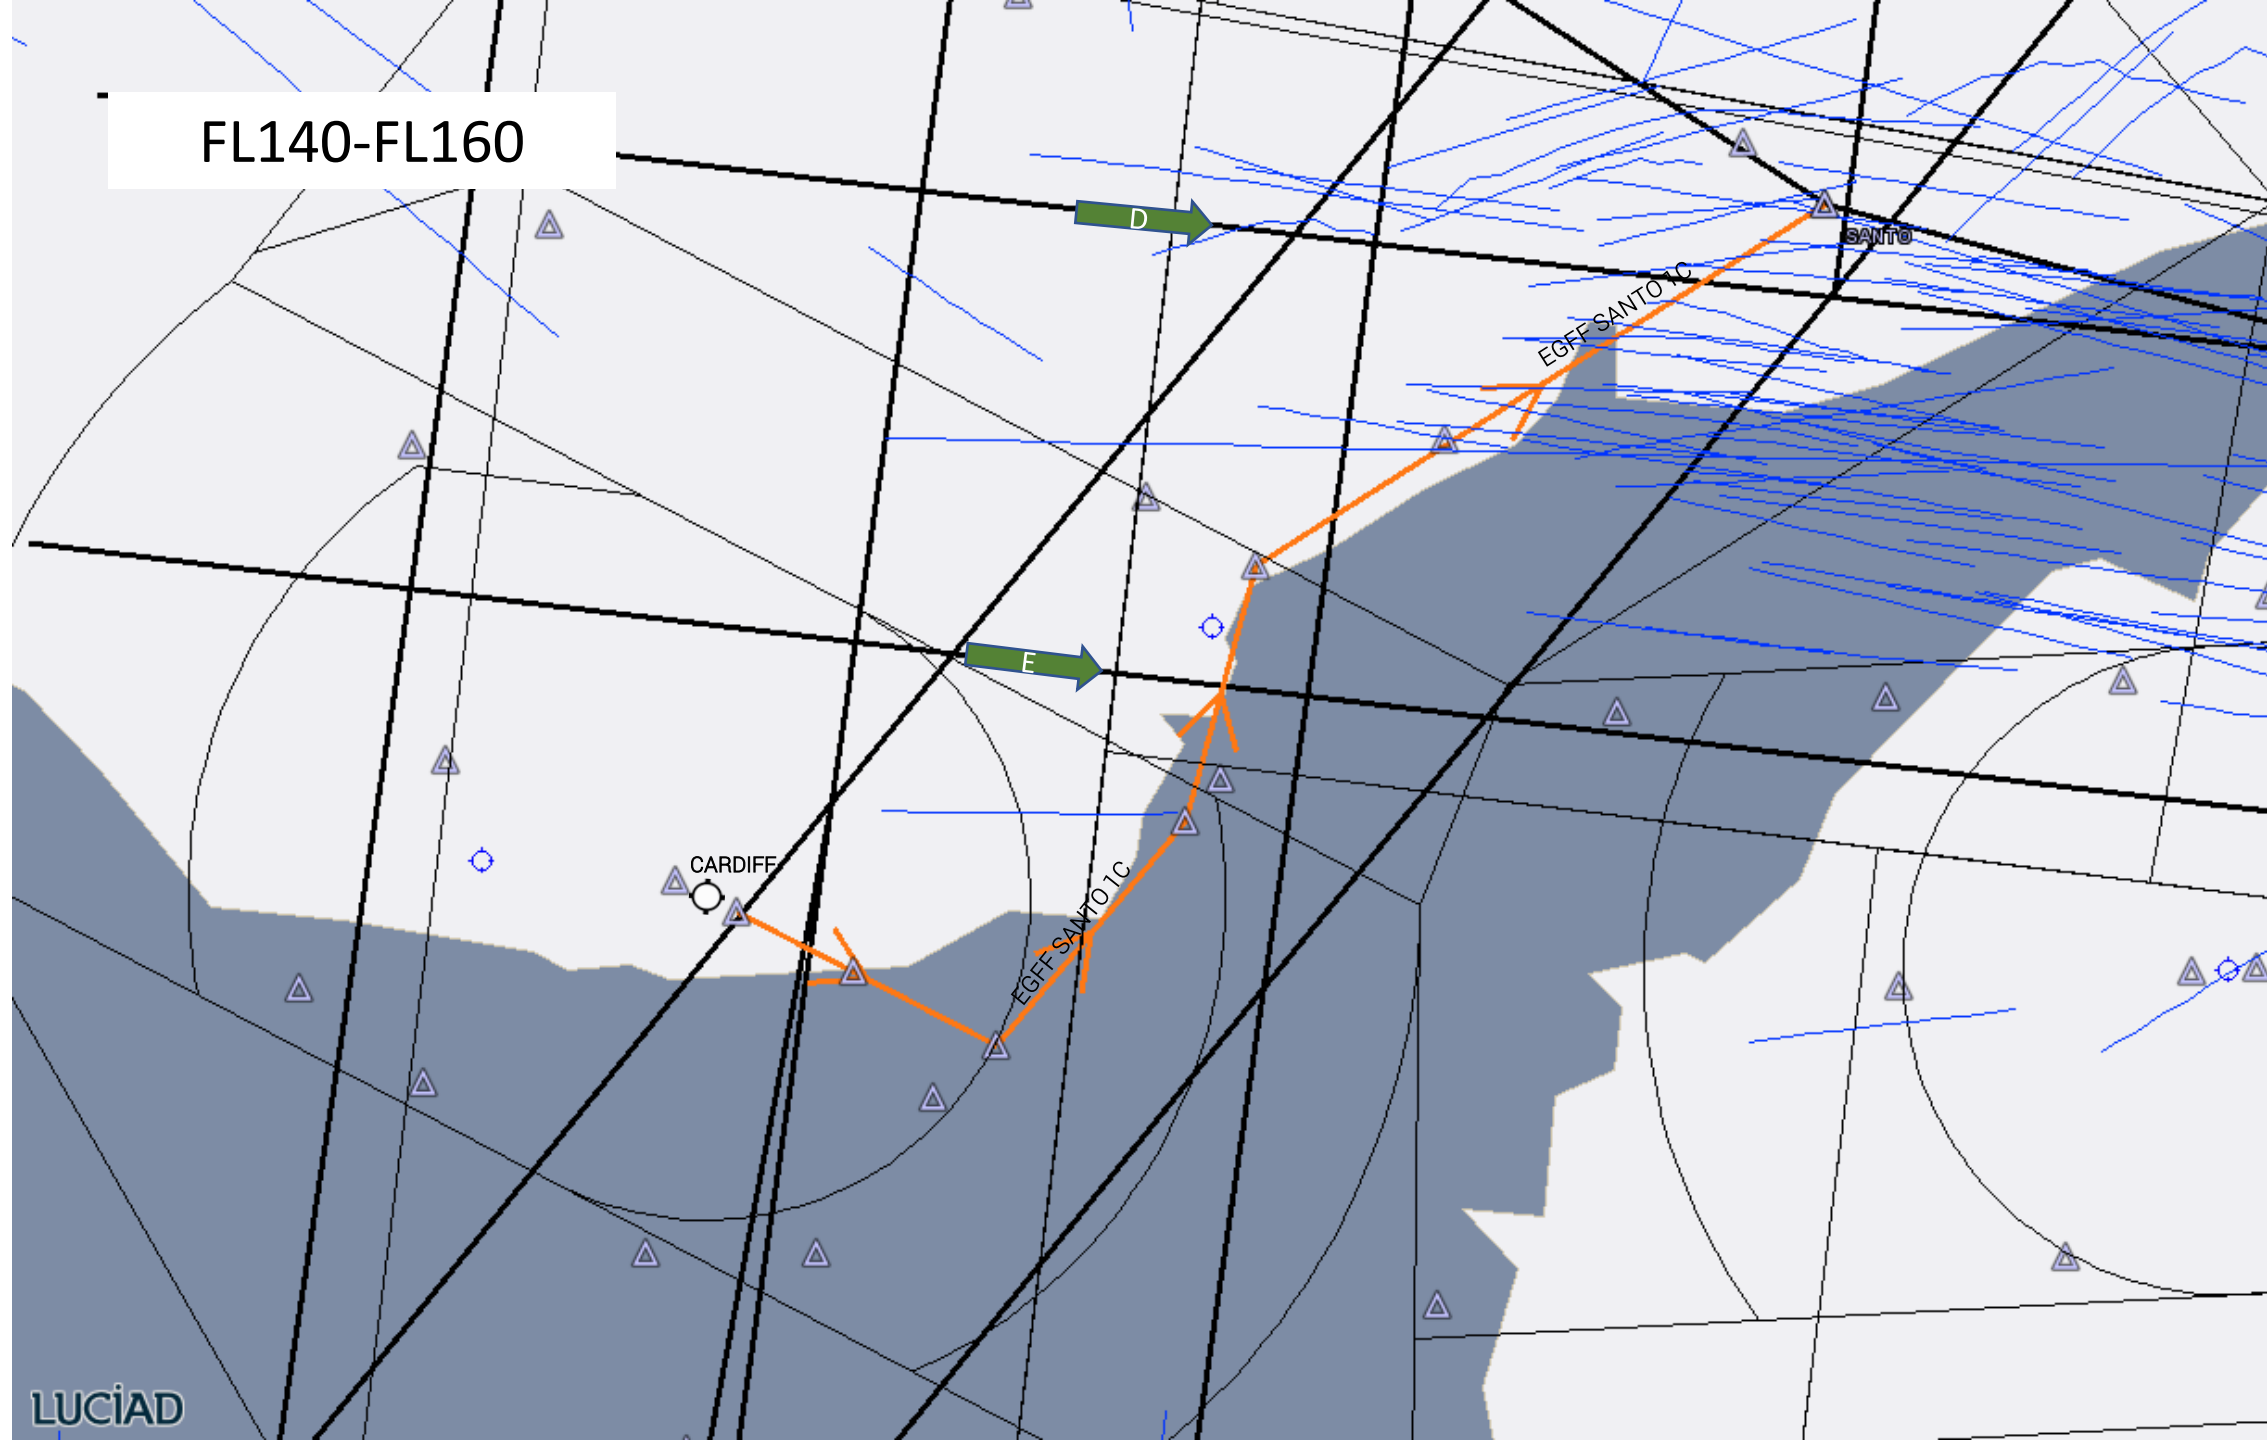 FL140-FL160
D
SANTO
EGFF SANTO 1C
E
CARDIFF
EGFF SANTO 1C
LUCIAD